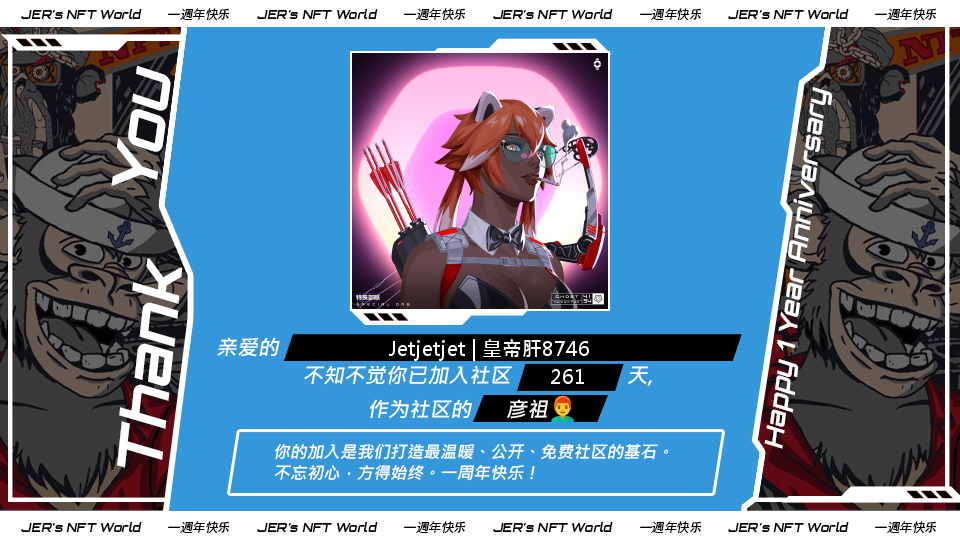 JER's NFT World 一週年快乐 JER's NFT World 一週年快乐 JER's NFT World 一週年快乐 JER's NFT World 一週年快乐
Thank You
Happy 1 Year Anniversary
特殊部隊
SPECIAL OPS
GHOST
亲爱的 Jetjetjet | 皇帝肝8746
不知不觉你已加入社区 261 天,
作为社区的 彦祖👨‍🦰
你的加入是我们打造最温暖、公开、免费社区的基石。
不忘初心，方得始终。一周年快乐！
JER's NFT World 一週年快乐 JER's NFT World 一週年快乐 JER's NFT World 一週年快乐 JER's NFT World 一週年快乐